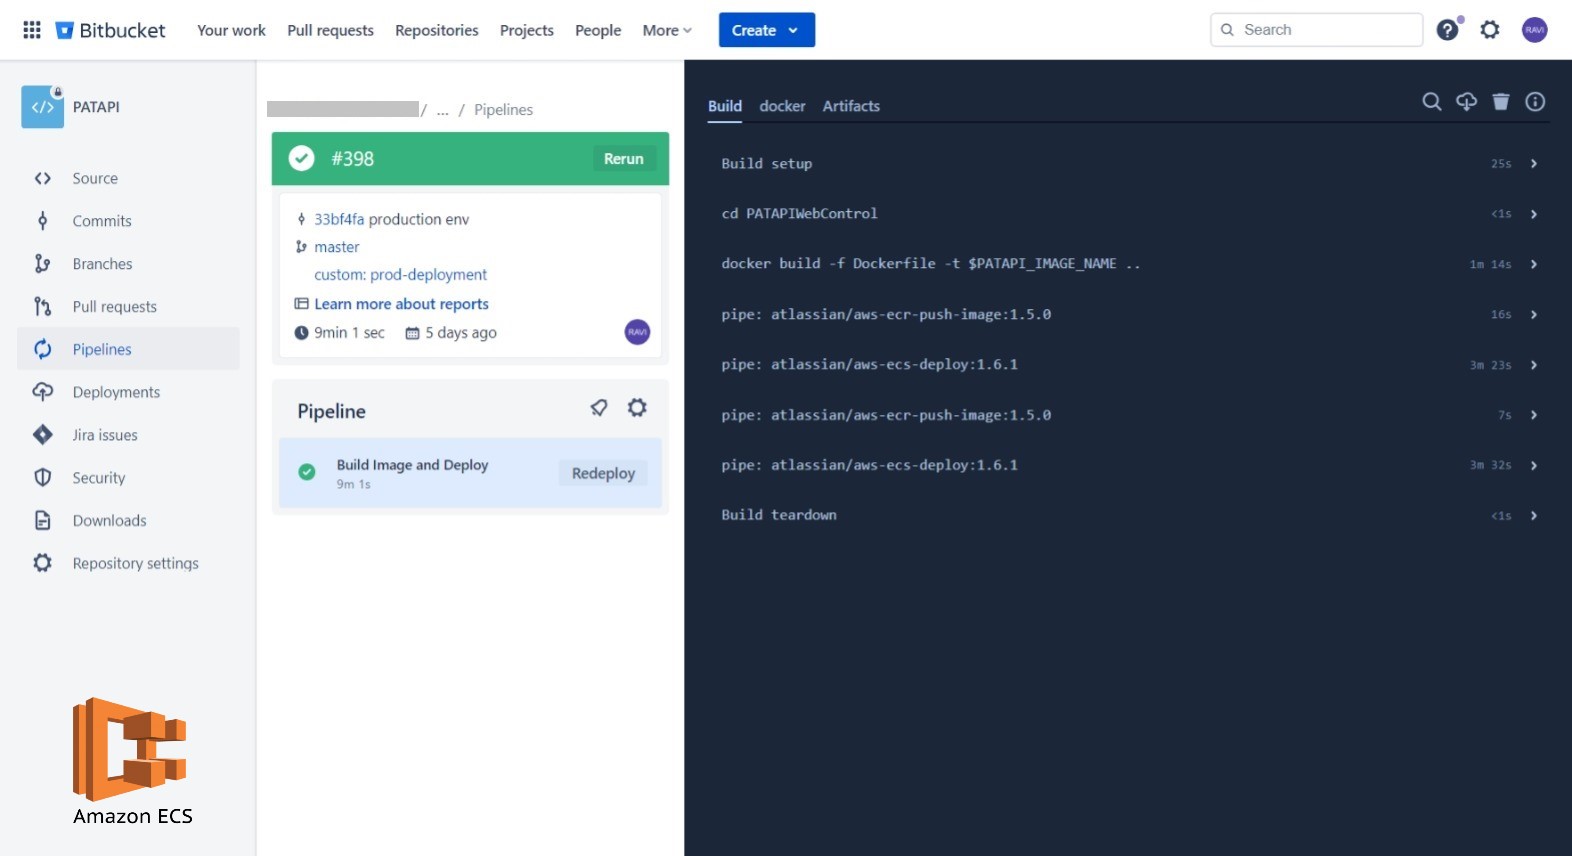 Bitbucket Your work Pull requests Repositories Projects People More Create Search RAVI
PATAPI
Source
Commits
Branches
Pull requests
Pipelines
Deployments
Jira issues
Security
Downloads
Repository settings
Amazon ECS
/ ... / Pipelines
#398 Rerun
33bf4fa production env
master
custom: prod-deployment
Learn more about reports
9min 1 sec 5 days ago RAVI
Pipeline
Build Image and Deploy
9m 1s
Redeploy
Build docker Artifacts
Build setup 25s
cd PATAPIWebControl <1s
docker build -f Dockerfile -t $PATAPI_IMAGE_NAME .. 1m 14s
pipe: atlassian/aws-ecr-push-image:1.5.0 16s
pipe: atlassian/aws-ecs-deploy:1.6.1 3m 23s
pipe: atlassian/aws-ecr-push-image:1.5.0 7s
pipe: atlassian/aws-ecs-deploy:1.6.1 3m 32s
Build teardown <1s